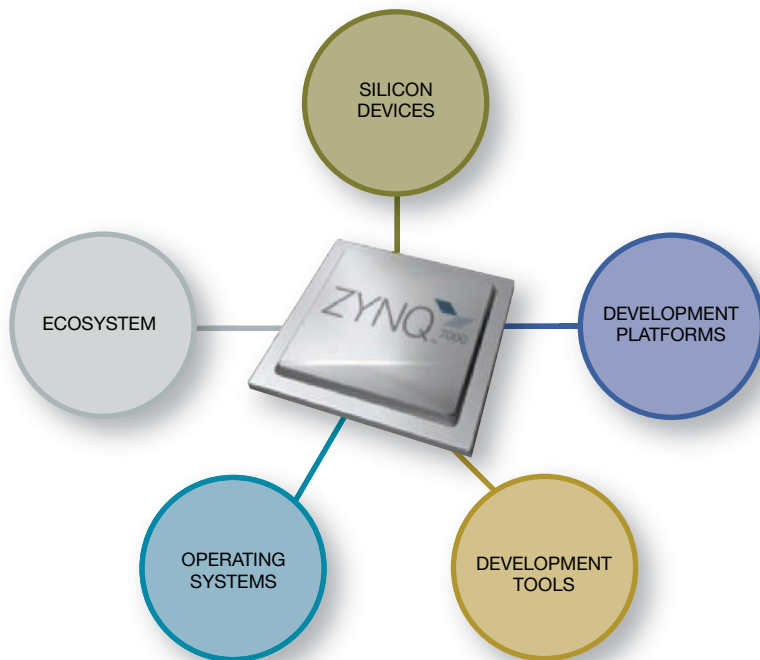 SILICON
DEVICES
ECOSYSTEM
ZYNQ
7000
DEVELOPMENT
PLATFORMS
OPERATING
SYSTEMS
DEVELOPMENT
TOOLS